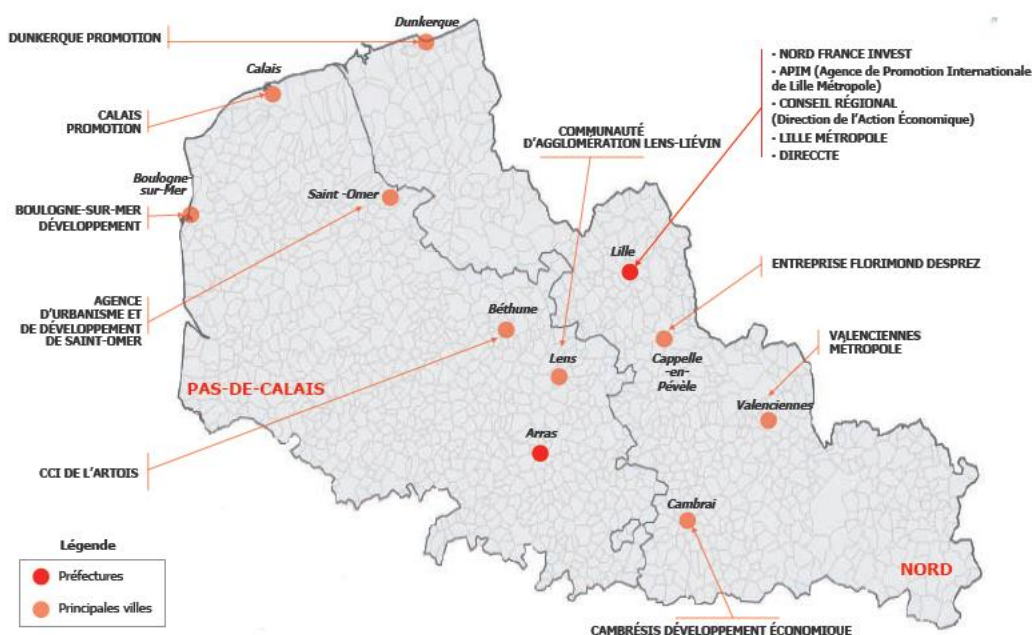 Dunkerque
DUNKERQUE PROMOTION
Calais
CALAIS
PROMOTION
- NORD FRANCE INVEST
- APIM (Agence de Promotion Internationale
de Lille Métropole)
- CONSEIL RÉGIONAL
(Direction de l'Action Économique)
- LILLE MÉTROPOLE
- DIRECCTE
COMMUNAUTÉ
D'AGGLOMÉRATION LENS-LIÉVIN
Boulogne-
sur-Mer
Saint -Omer
BOULOGNE-SUR-MER
DÉVELOPPEMENT
Lille
ENTREPRISE FLORIMOND DESPREZ
AGENCE
D'URBANISME ET
DE DÉVELOPPEMENT
DE SAINT-OMER
Béthune
VALENCIENNES
MÉTROPOLE
Lens
Cappelle
-en-
Pévèle
PAS-DE-CALAIS
Valenciennes
Arras
CCI DE L'ARTOIS
Cambrai
Légende
Préfectures
Principales villes
NORD
CAMBRÉSIS DÉVELOPPEMENT ÉCONOMIQUE